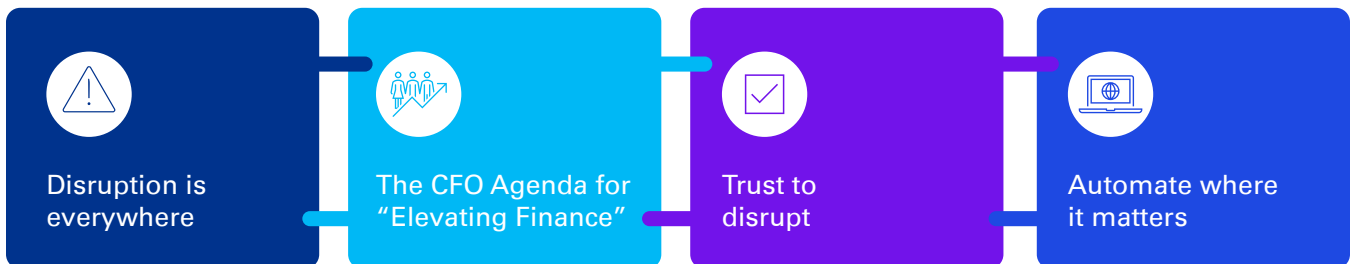 Disruption is
everywhere
The CFO Agenda for
“Elevating Finance”
Trust to
disrupt
Automate where
it matters